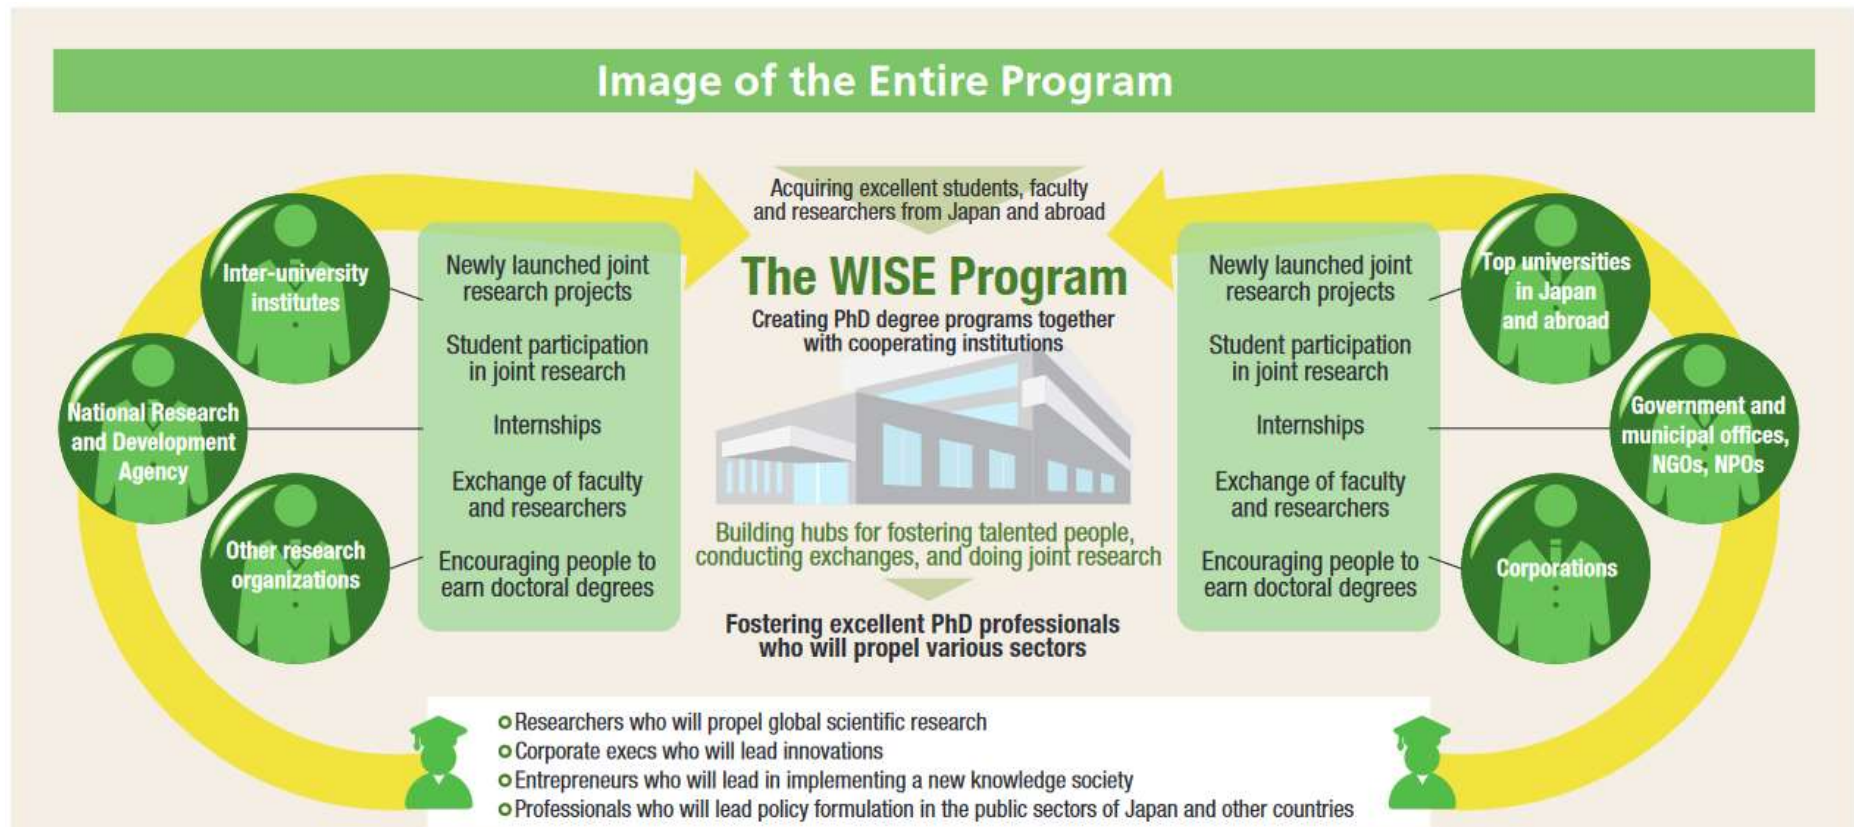 Image of the Entire Program
Acquiring excellent students, faculty
and researchers from Japan and abroad
The WISE Program
Creating PhD degree programs together
with cooperating institutions
Building hubs for fostering talented people,
conducting exchanges, and doing joint research
Fostering excellent PhD professionals
who will propel various sectors
Inter-university
institutes
National Research
and Development
Agency
Other research
organizations
Newly launched joint
research projects
Student participation
in joint research
Internships
Exchange of faculty
and researchers
Encouraging people to
earn doctoral degrees
Newly launched joint
research projects
Student participation
in joint research
Internships
Exchange of faculty
and researchers
Encouraging people to
earn doctoral degrees
Top universities
in Japan
and abroad
Government and
municipal offices,
NGOs, NPOs
Corporations
Researchers who will propel global scientific research
Corporate execs who will lead innovations
Entrepreneurs who will lead in implementing a new knowledge society
Professionals who will lead policy formulation in the public sectors of Japan and other countries